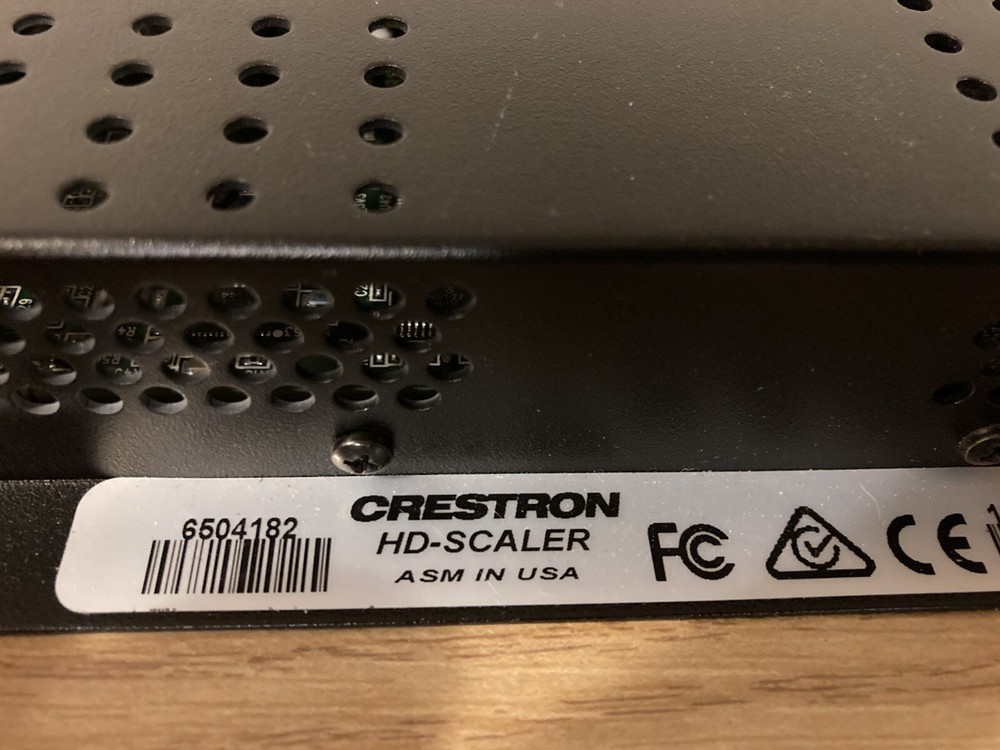 6504182
CRESTRON
HD-SCALER
ASM IN USA
FC
CE